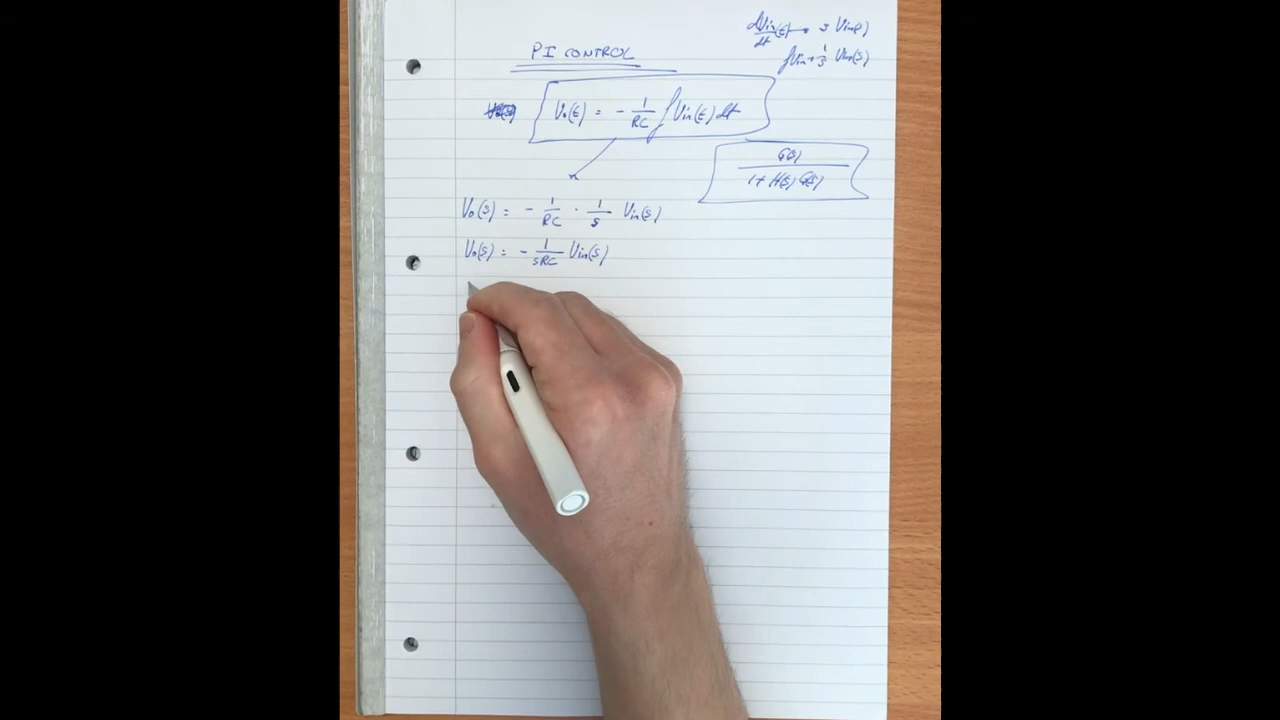 PI CONTROL
dVin(t)/dt → s Vin(s)
∫Vin → 1/s Vin(s)
Vo(t) = - 1/RC ∫ Vin(t) dt
G(s) / 1 + H(s) G(s)
Vo(s) = - 1/RC · 1/s Vin(s)
Vo(s) = - 1/sRC Vin(s)